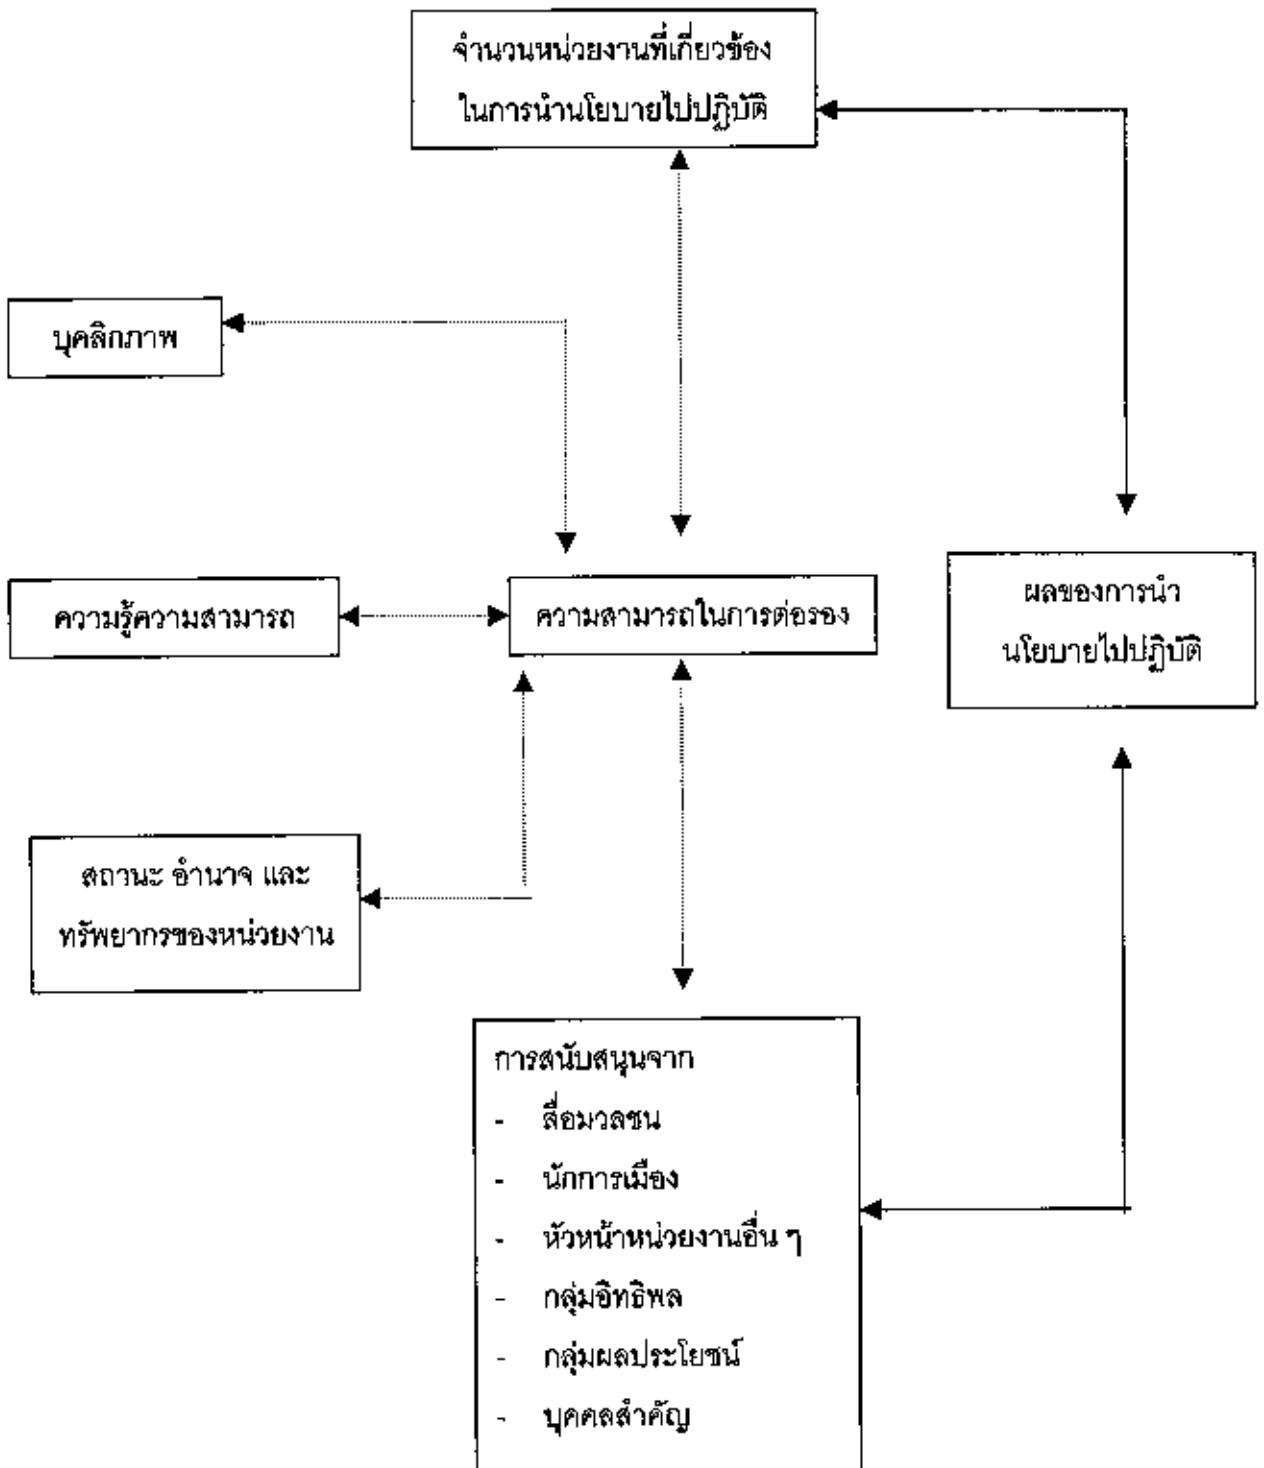 จำนวนหน่วยงานที่เกี่ยวข้อง
ในการนำนโยบายไปปฏิบัติ
บุคลิกภาพ
ความรู้ความสามารถ
ความสามารถในการต่อรอง
ผลของการนำ
นโยบายไปปฏิบัติ
สถานะ อำนาจ และ
ทรัพยากรของหน่วยงาน
การสนับสนุนจาก
- สื่อมวลชน
- นักการเมือง
- หัวหน้าหน่วยงานอื่น ๆ
- กลุ่มอิทธิพล
- กลุ่มผลประโยชน์
- บุคคลสำคัญ